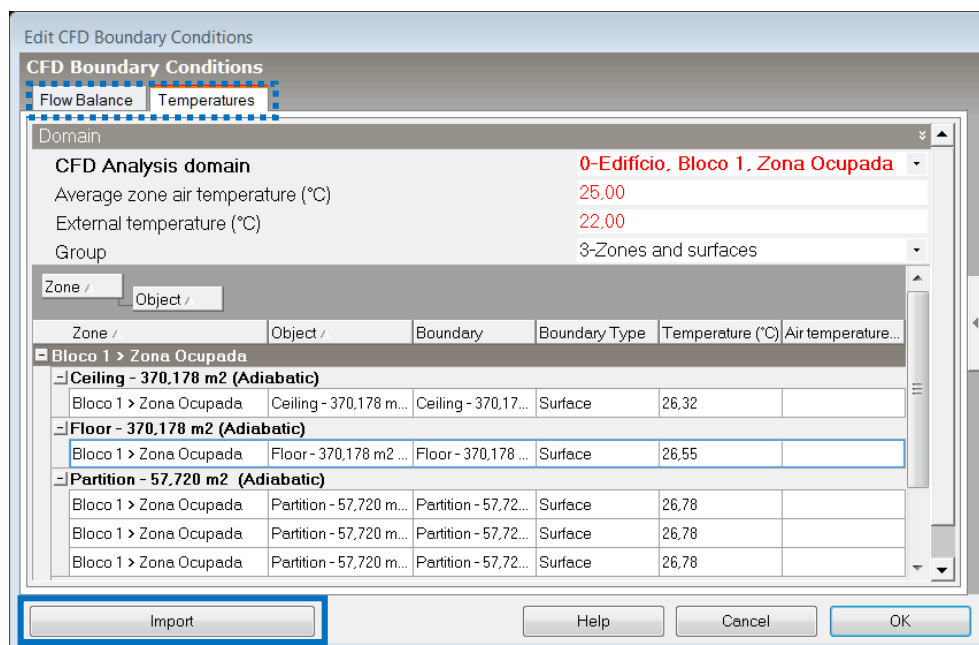 Edit CFD Boundary Conditions
CFD Boundary Conditions
Flow Balance Temperatures
Domain
CFD Analysis domain 0-Edifício, Bloco 1, Zona Ocupada
Average zone air temperature (°C) 25,00
External temperature (°C) 22,00
Group 3-Zones and surfaces
Zone
Object
Zone Object Boundary Boundary Type Temperature (°C) Air temperature...
Bloco 1 > Zona Ocupada
Ceiling - 370,178 m2 (Adiabatic)
Bloco 1 > Zona Ocupada Ceiling - 370,178 m... Ceiling - 370,17... Surface 26,32
Floor - 370,178 m2 (Adiabatic)
Bloco 1 > Zona Ocupada Floor - 370,178 m2 ... Floor - 370,178 ... Surface 26,55
Partition - 57,720 m2 (Adiabatic)
Bloco 1 > Zona Ocupada Partition - 57,720 m... Partition - 57,72... Surface 26,78
Bloco 1 > Zona Ocupada Partition - 57,720 m... Partition - 57,72... Surface 26,78
Bloco 1 > Zona Ocupada Partition - 57,720 m... Partition - 57,72... Surface 26,78
Import Help Cancel OK